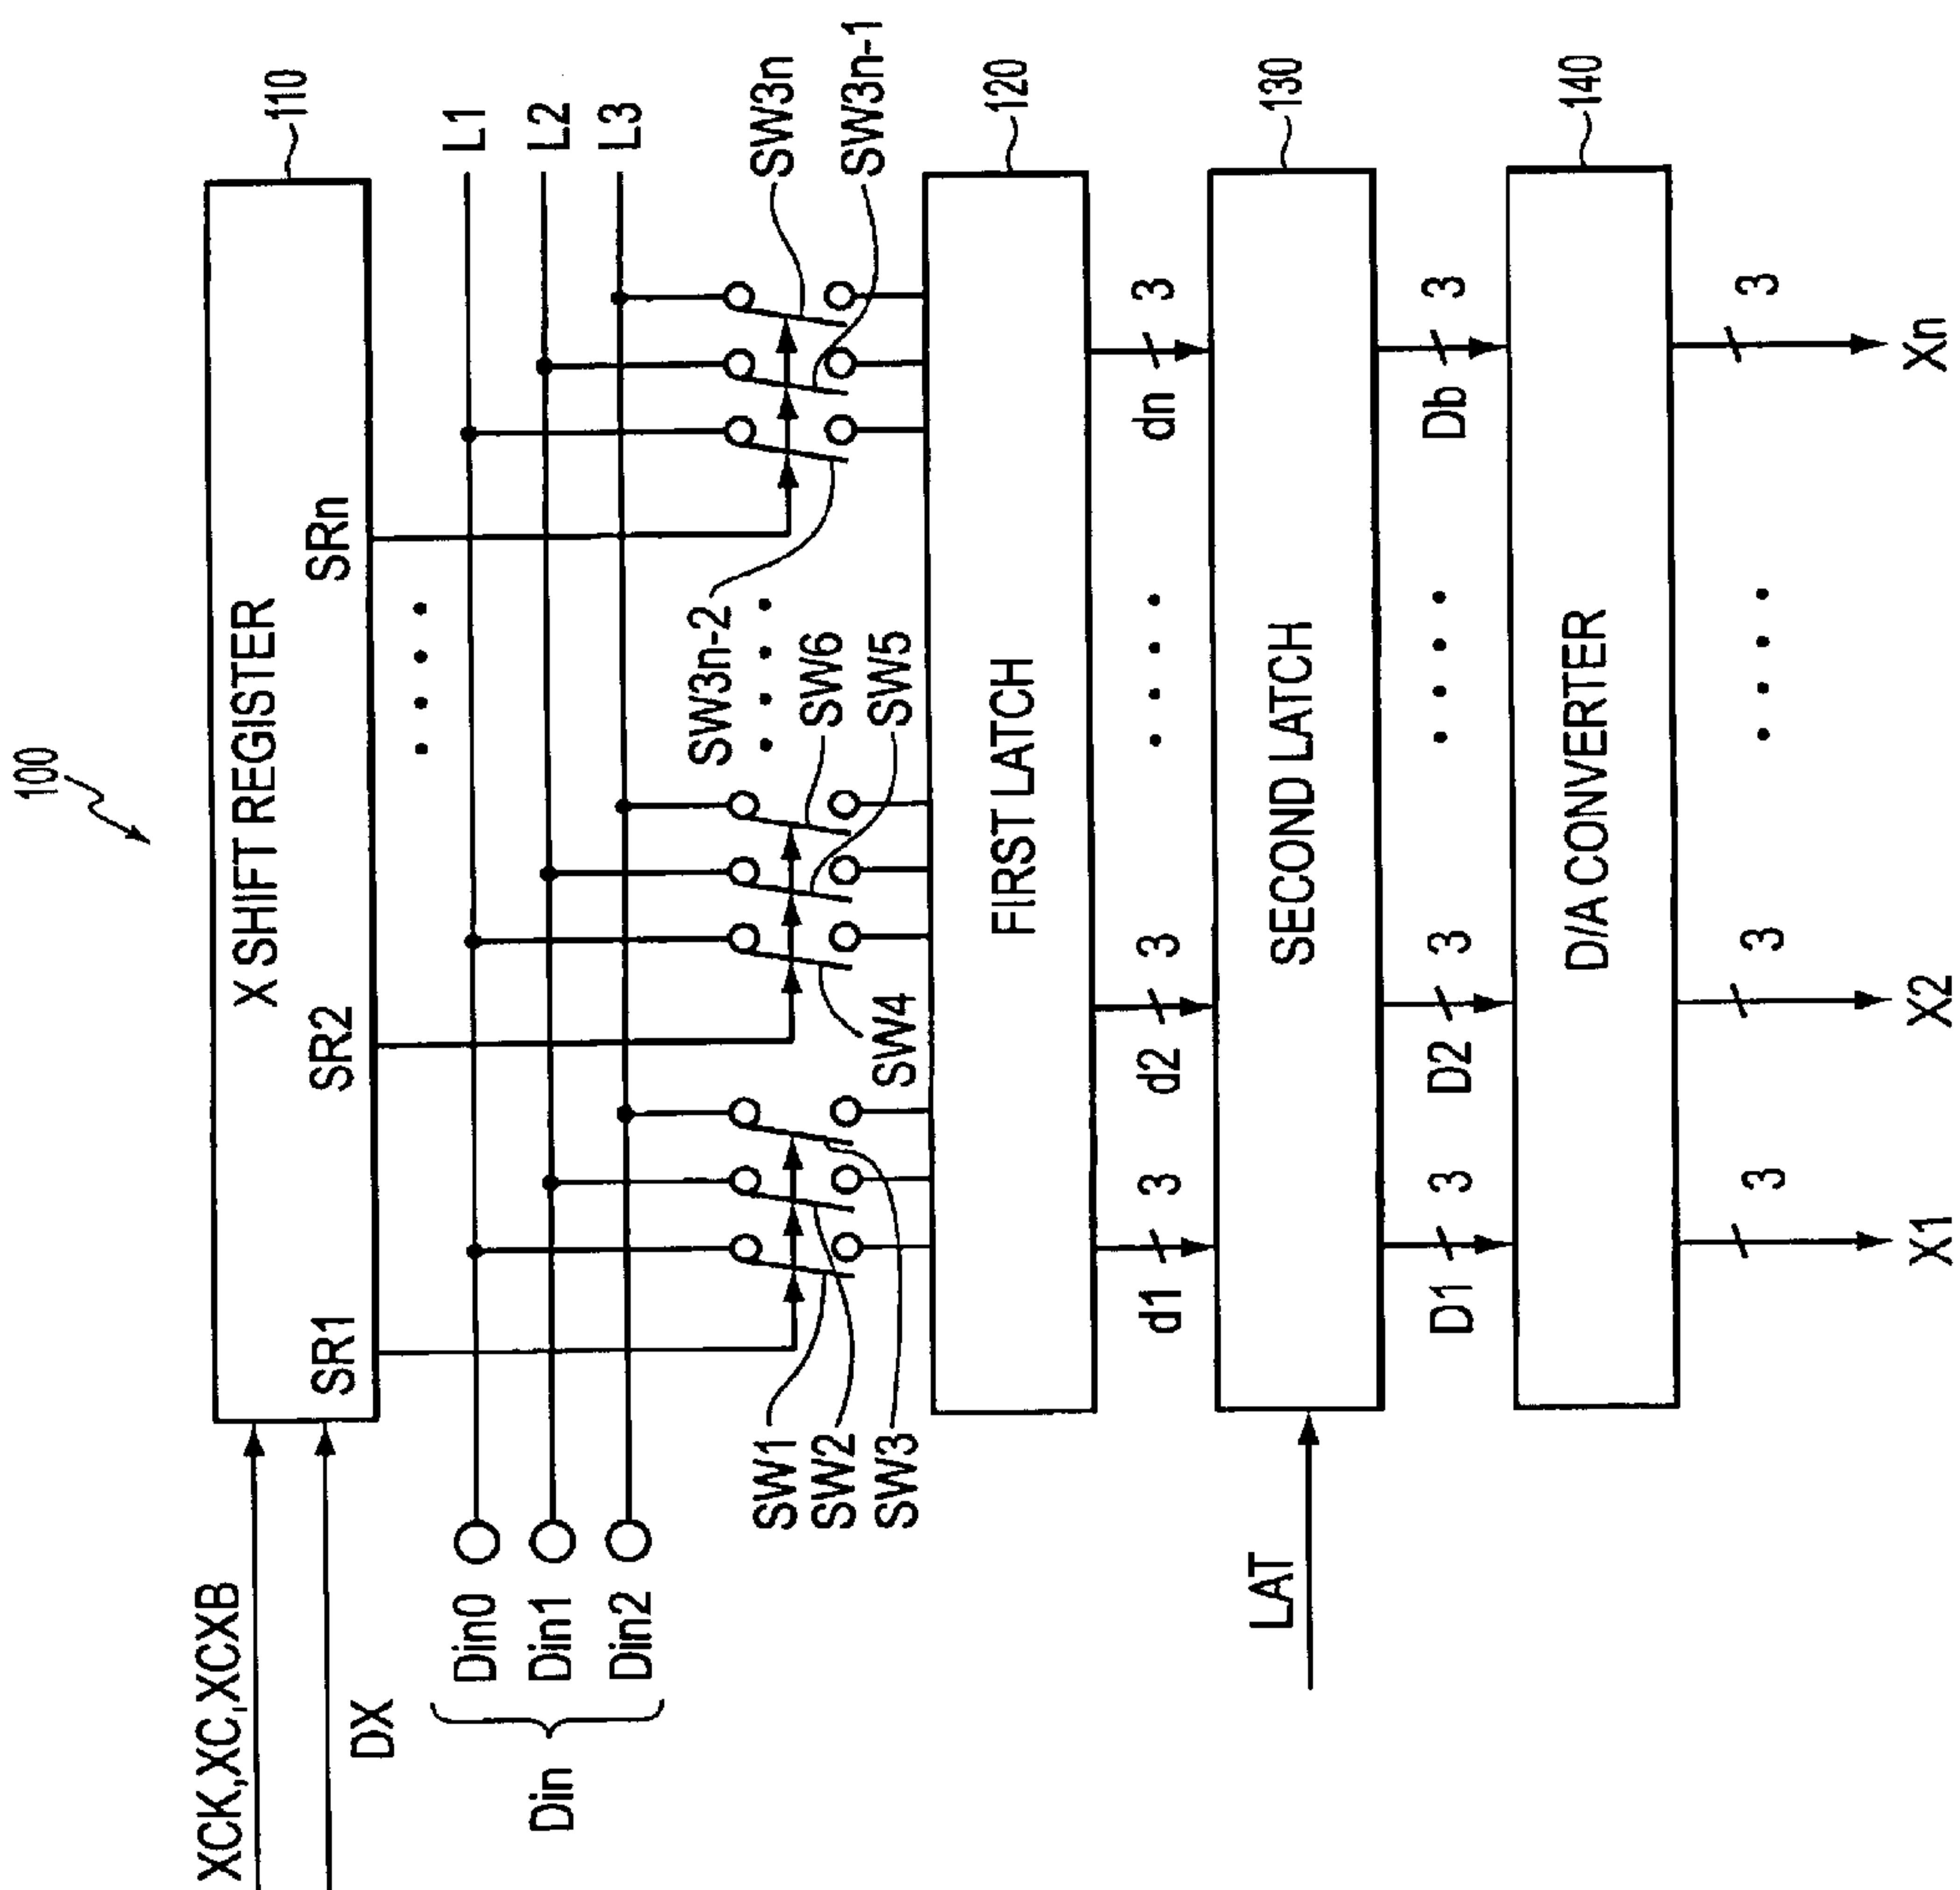 100
XCK,XC,XCXB
X SHIFT REGISTER
110
DX
SR1
SR2
SRn
Din
Din0
Din1
Din2
L1
L2
L3
SW1
SW2
SW3
SW4
SW5
SW6
SW3n-2
SW3n
SW3n-1
FIRST LATCH
120
d1 3
d2 3
dn 3
LAT
SECOND LATCH
130
D1 3
D2 3
Db 3
D/A CONVERTER
140
3
3
3
X1
X2
Xn